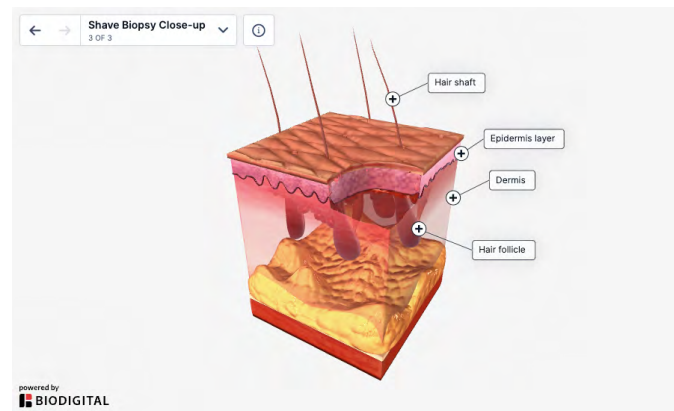 Shave Biopsy Close-up
3 OF 3
Hair shaft
Epidermis layer
Dermis
Hair follicle
powered by
BIODIGITAL